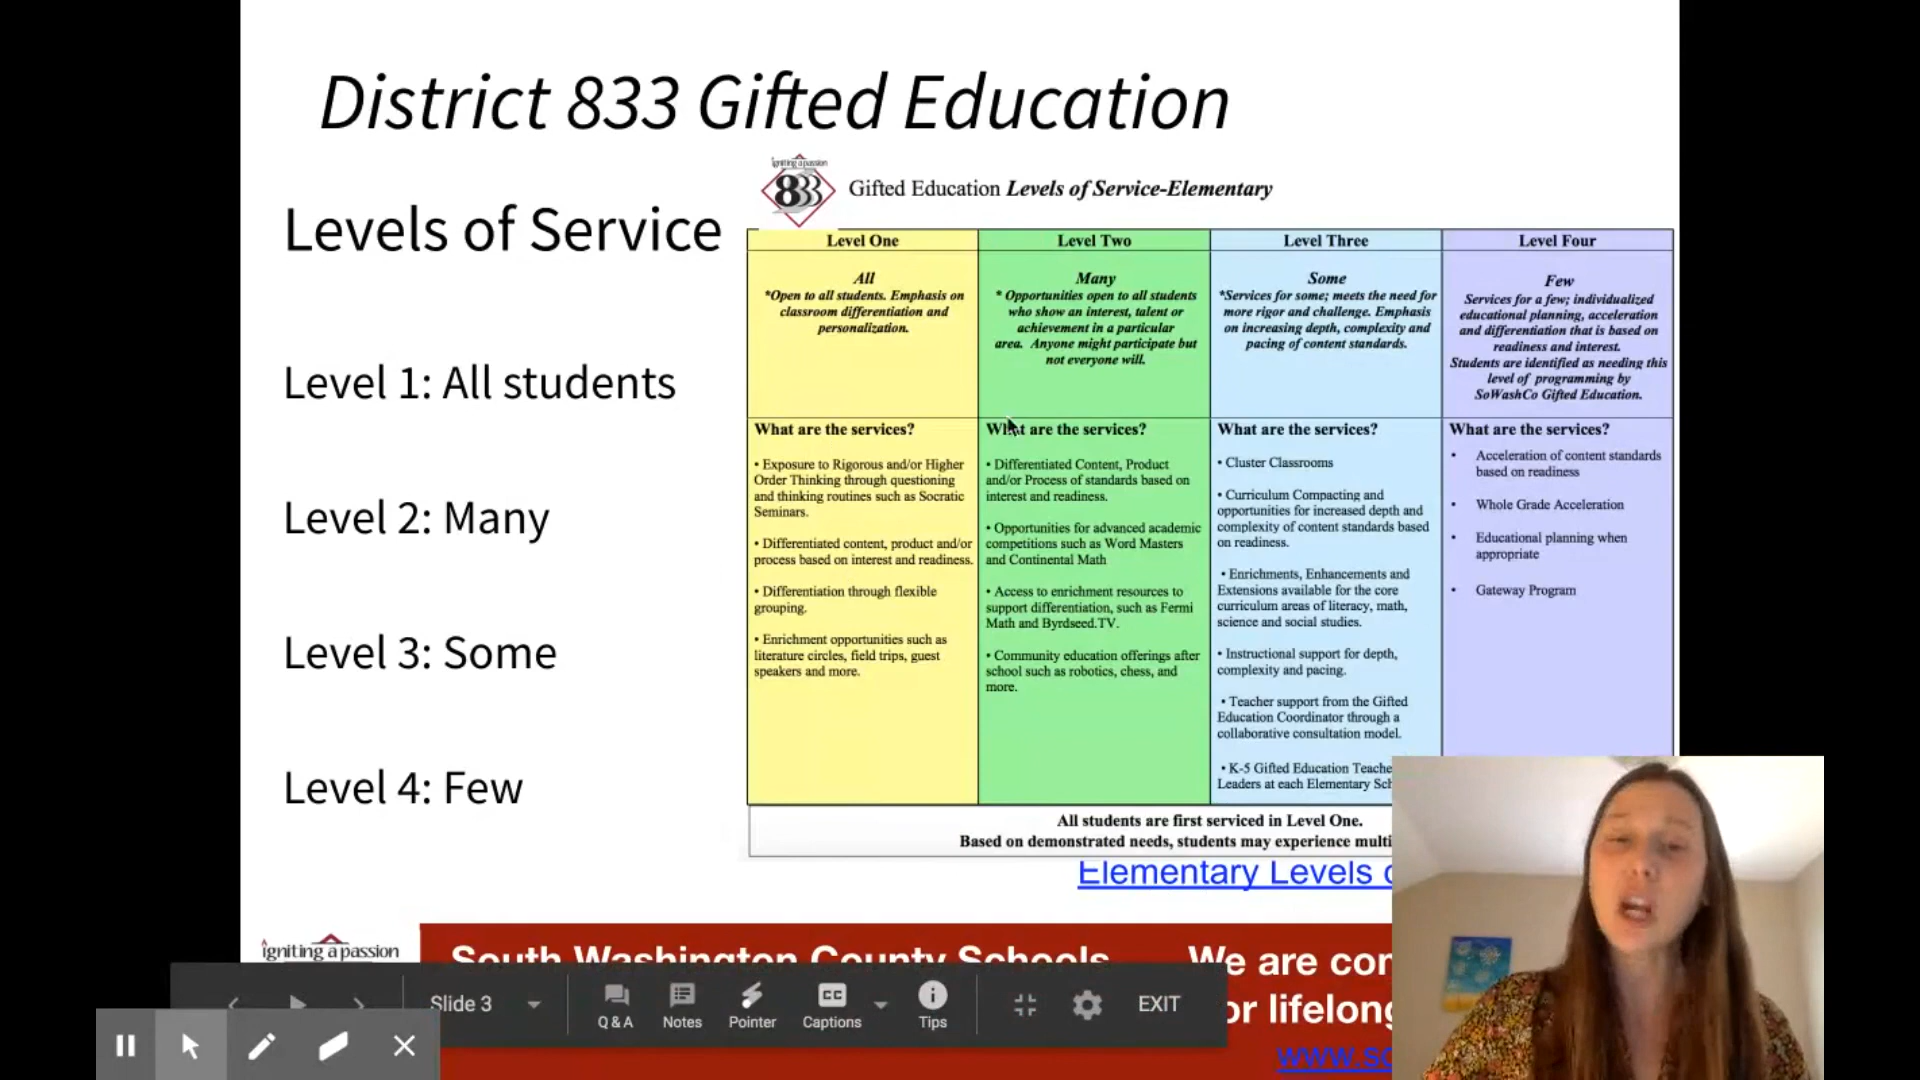 District 833 Gifted Education
Levels of Service
Level 1: All students
Level 2: Many
Level 3: Some
Level 4: Few
igniting a passion
833
Gifted Education Levels of Service-Elementary
Level One
All
*Open to all students. Emphasis on
classroom differentiation and
personalization.
What are the services?
• Exposure to Rigorous and/or Higher
Order Thinking through questioning
and thinking routines such as Socratic
Seminars.
• Differentiated content, product and/or
process based on interest and readiness.
• Differentiation through flexible
grouping.
• Enrichment opportunities such as
literature circles, field trips, guest
speakers and more.
Level Two
Many
* Opportunities open to all students
who show an interest, talent or
achievement in a particular
area. Anyone might participate but
not everyone will.
What are the services?
• Differentiated Content, Product
and/or Process of standards based on
interest and readiness.
• Opportunities for advanced academic
competitions such as Word Masters
and Continental Math
• Access to enrichment resources to
support differentiation, such as Fermi
Math and Byrdseed.TV.
• Community education offerings after
school such as robotics, chess, and
more.
Level Three
Some
*Services for some; meets the need for
more rigor and challenge. Emphasis
on increasing depth, complexity and
pacing of content standards.
What are the services?
• Cluster Classrooms
• Curriculum Compacting and
opportunities for increased depth and
complexity of content standards based
on readiness.
• Enrichments, Enhancements and
Extensions available for the core
curriculum areas of literacy, math,
science and social studies.
• Instructional support for depth,
complexity and pacing.
• Teacher support from the Gifted
Education Coordinator through a
collaborative consultation model.
• K-5 Gifted Education Teache
Leaders at each Elementary Sch
Level Four
Few
Services for a few; individualized
educational planning, acceleration
and differentiation that is based on
readiness and interest.
Students are identified as needing this
level of programming by
SoWashCo Gifted Education.
What are the services?
• Acceleration of content standards
based on readiness
• Whole Grade Acceleration
• Educational planning when
appropriate
• Gateway Program
All students are first serviced in Level One.
Based on demonstrated needs, students may experience multi
Elementary Levels
igniting a passion
South Washington County Schools
We are con
or lifelong
www.so
Slide 3
Q & A
Notes
Pointer
CC
Captions
Tips
EXIT